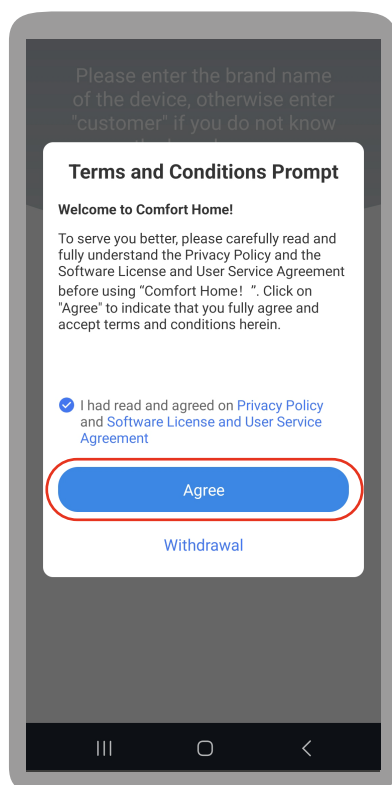 Please enter the brand name
of the device, otherwise enter
"customer" if you do not know
Terms and Conditions Prompt
Welcome to Comfort Home!
To serve you better, please carefully read and
fully understand the Privacy Policy and the
Software License and User Service Agreement
before using “Comfort Home！”. Click on
"Agree" to indicate that you fully agree and
accept terms and conditions herein.
I had read and agreed on Privacy Policy
and Software License and User Service
Agreement
Agree
Withdrawal